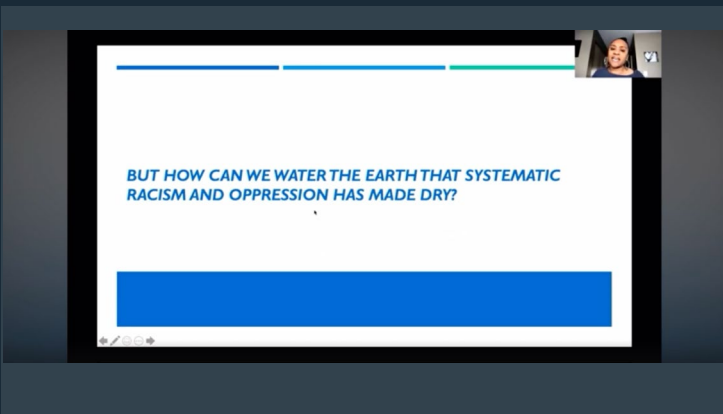 BUT HOW CAN WE WATER THE EARTH THAT SYSTEMATIC
RACISM AND OPPRESSION HAS MADE DRY?